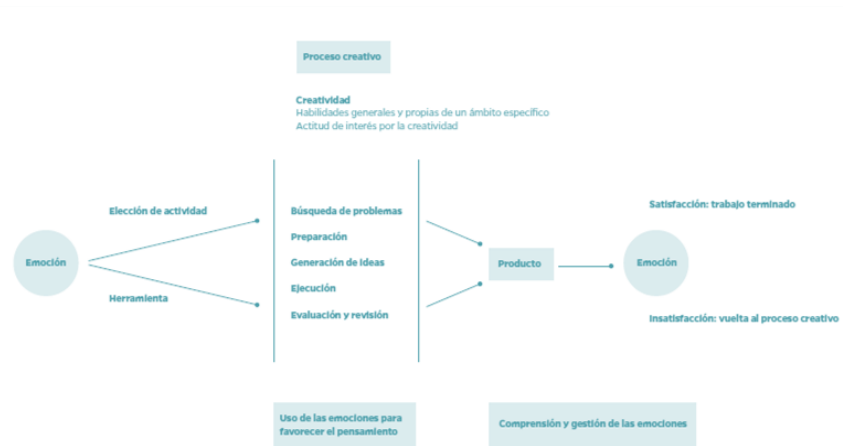 Proceso creativo
Creatividad
Habilidades generales y propias de un ámbito específico
Actitud de interés por la creatividad
Elección de actividad
Emoción
Herramienta
Búsqueda de problemas
Preparación
Generación de ideas
Ejecución
Evaluación y revisión
Producto
Satisfacción: trabajo terminado
Emoción
Insatisfacción: vuelta al proceso creativo
Uso de las emociones para
favorecer el pensamiento
Comprensión y gestión de las emociones